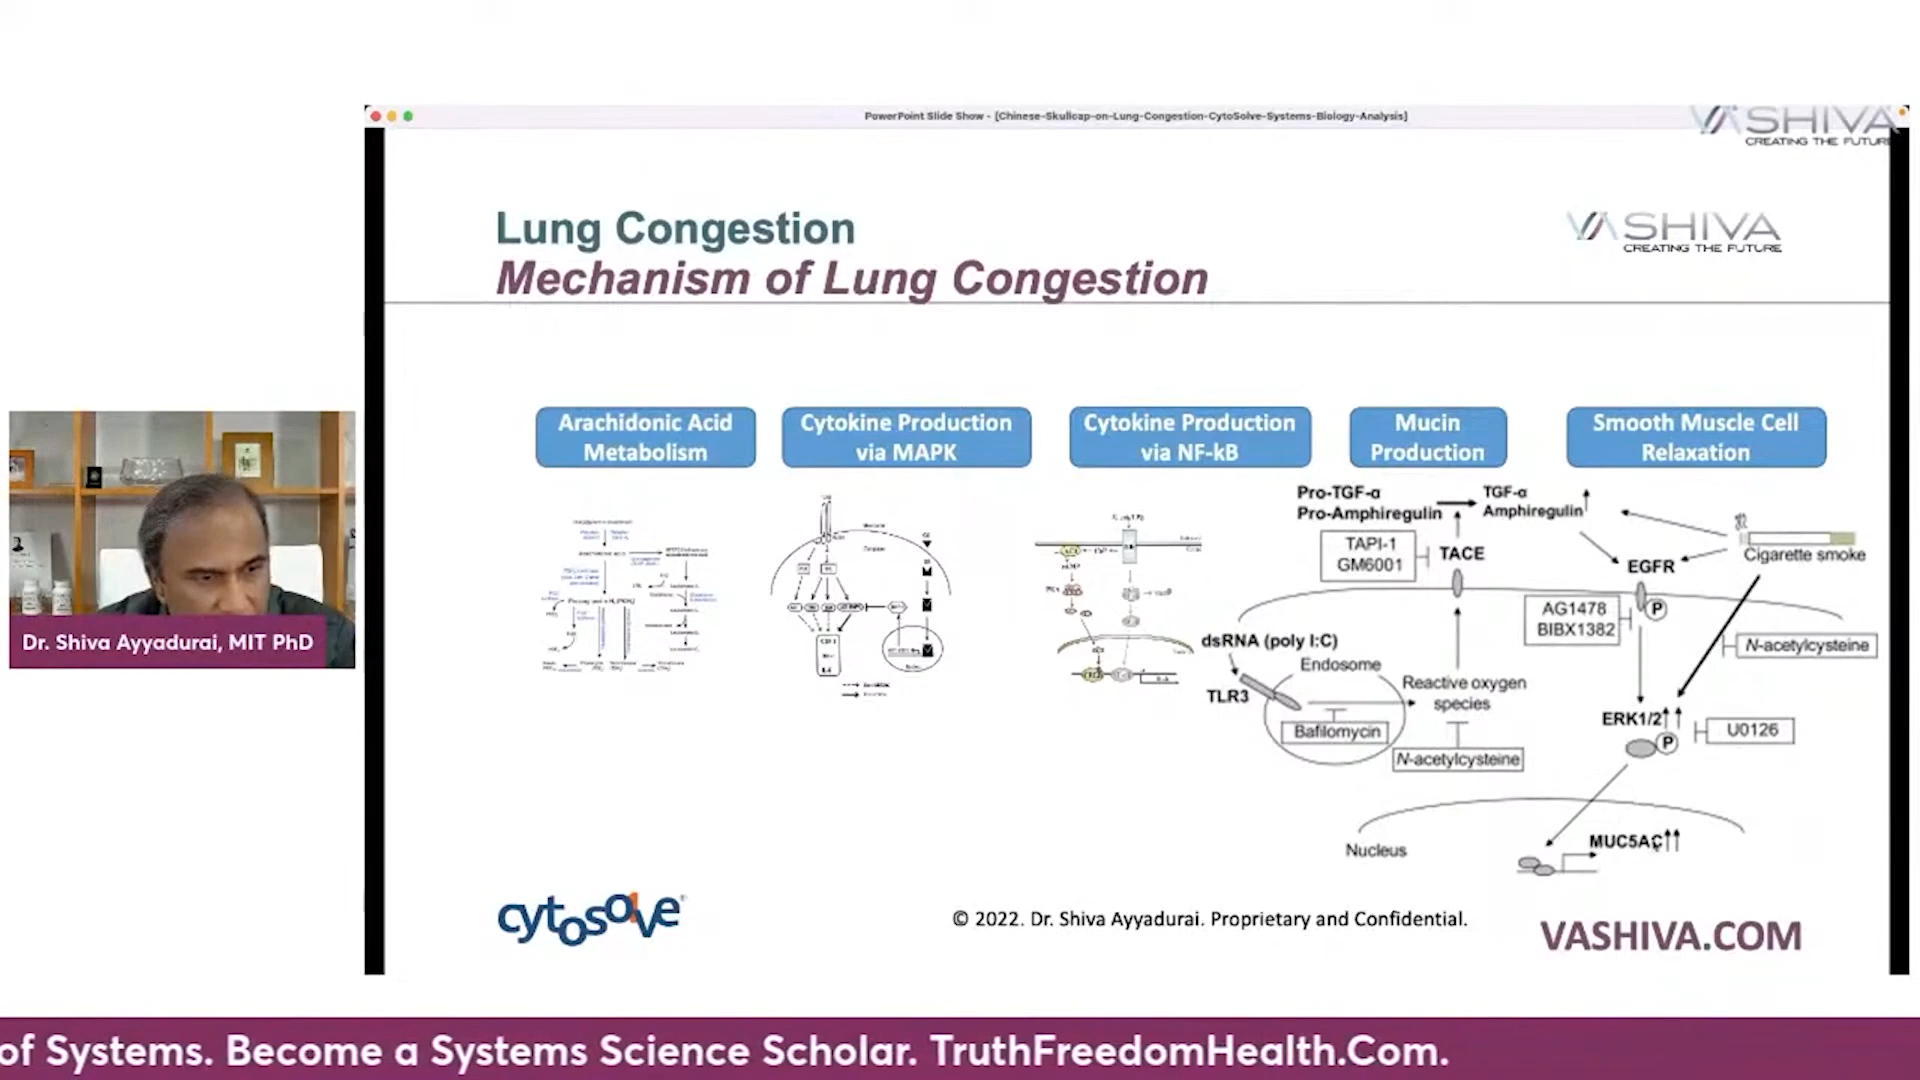 PowerPoint Slide Show - [Chinese-Skullcap-on-Lung-Congestion-CytoSolve-Systems-Biology-Analysis]
VASHIVA
CREATING THE FUTURE
Lung Congestion
Mechanism of Lung Congestion
VASHIVA
CREATING THE FUTURE
Arachidonic Acid
Metabolism
Cytokine Production
via MAPK
Cytokine Production
via NF-kB
Mucin
Production
Smooth Muscle Cell
Relaxation
Pro-TGF-α
Pro-Amphiregulin
TGF-α
Amphiregulin
TAPI-1
GM6001
TACE
Cigarette smoke
EGFR
P
AG1478
BIBX1382
N-acetylcysteine
dsRNA (poly I:C)
Endosome
TLR3
Reactive oxygen
species
Bafilomycin
N-acetylcysteine
ERK1/2
P
U0126
Nucleus
MUC5AC
Dr. Shiva Ayyadurai, MIT PhD
cytosolve
© 2022. Dr. Shiva Ayyadurai. Proprietary and Confidential.
VASHIVA.COM
of Systems. Become a Systems Science Scholar. TruthFreedomHealth.Com.